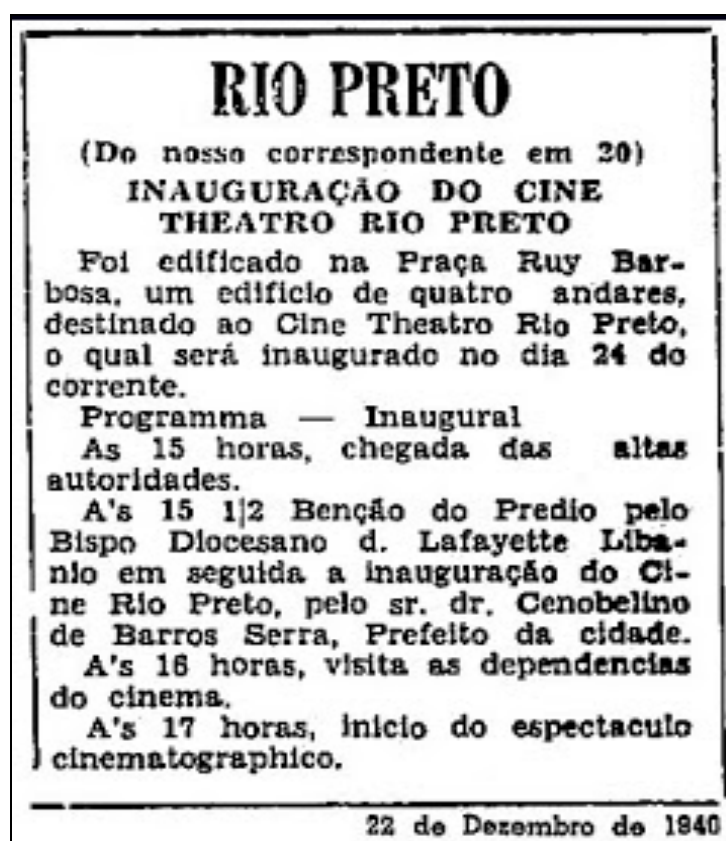 RIO PRETO
(Do nosso correspondente em 20)
INAUGURAÇÃO DO CINE
THEATRO RIO PRETO
Foi edificado na Praça Ruy Bar-
bosa, um edificio de quatro andares,
destinado ao Cine Theatro Rio Preto,
o qual será inaugurado no dia 24 do
corrente.
Programma — Inaugural
As 15 horas, chegada das altas
autoridades.
A's 15 1|2 Benção do Predio pelo
Bispo Diocesano d. Lafayette Liba-
nio em seguida a inauguração do Ci-
ne Rio Preto, pelo sr. dr. Cenobelino
de Barros Serra, Prefeito da cidade.
A's 16 horas, visita as dependencias
do cinema.
A's 17 horas, inicio do espectaculo
cinematographico.
22 de Dezembro de 1940